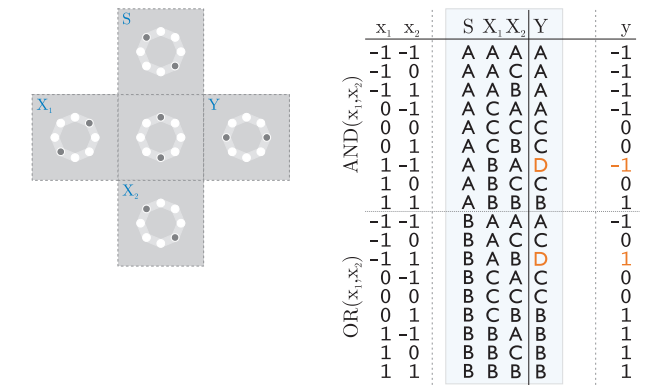 S
X₁
Y
X₂
x₁ x₂ S X₁ X₂ Y y
AND(x₁,x₂)
-1 -1 A A A A -1
-1 0 A A C A -1
-1 1 A A B A -1
0 -1 A C A A -1
0 0 A C C C 0
0 1 A C B C 0
1 -1 A B A D -1
1 0 A B C C 0
1 1 A B B B 1
OR(x₁,x₂)
-1 -1 B A A A -1
-1 0 B A C C 0
-1 1 B A B D 1
0 -1 B C A C 0
0 0 B C C C 0
0 1 B C B B 1
1 -1 B B A B 1
1 0 B B C B 1
1 1 B B B B 1